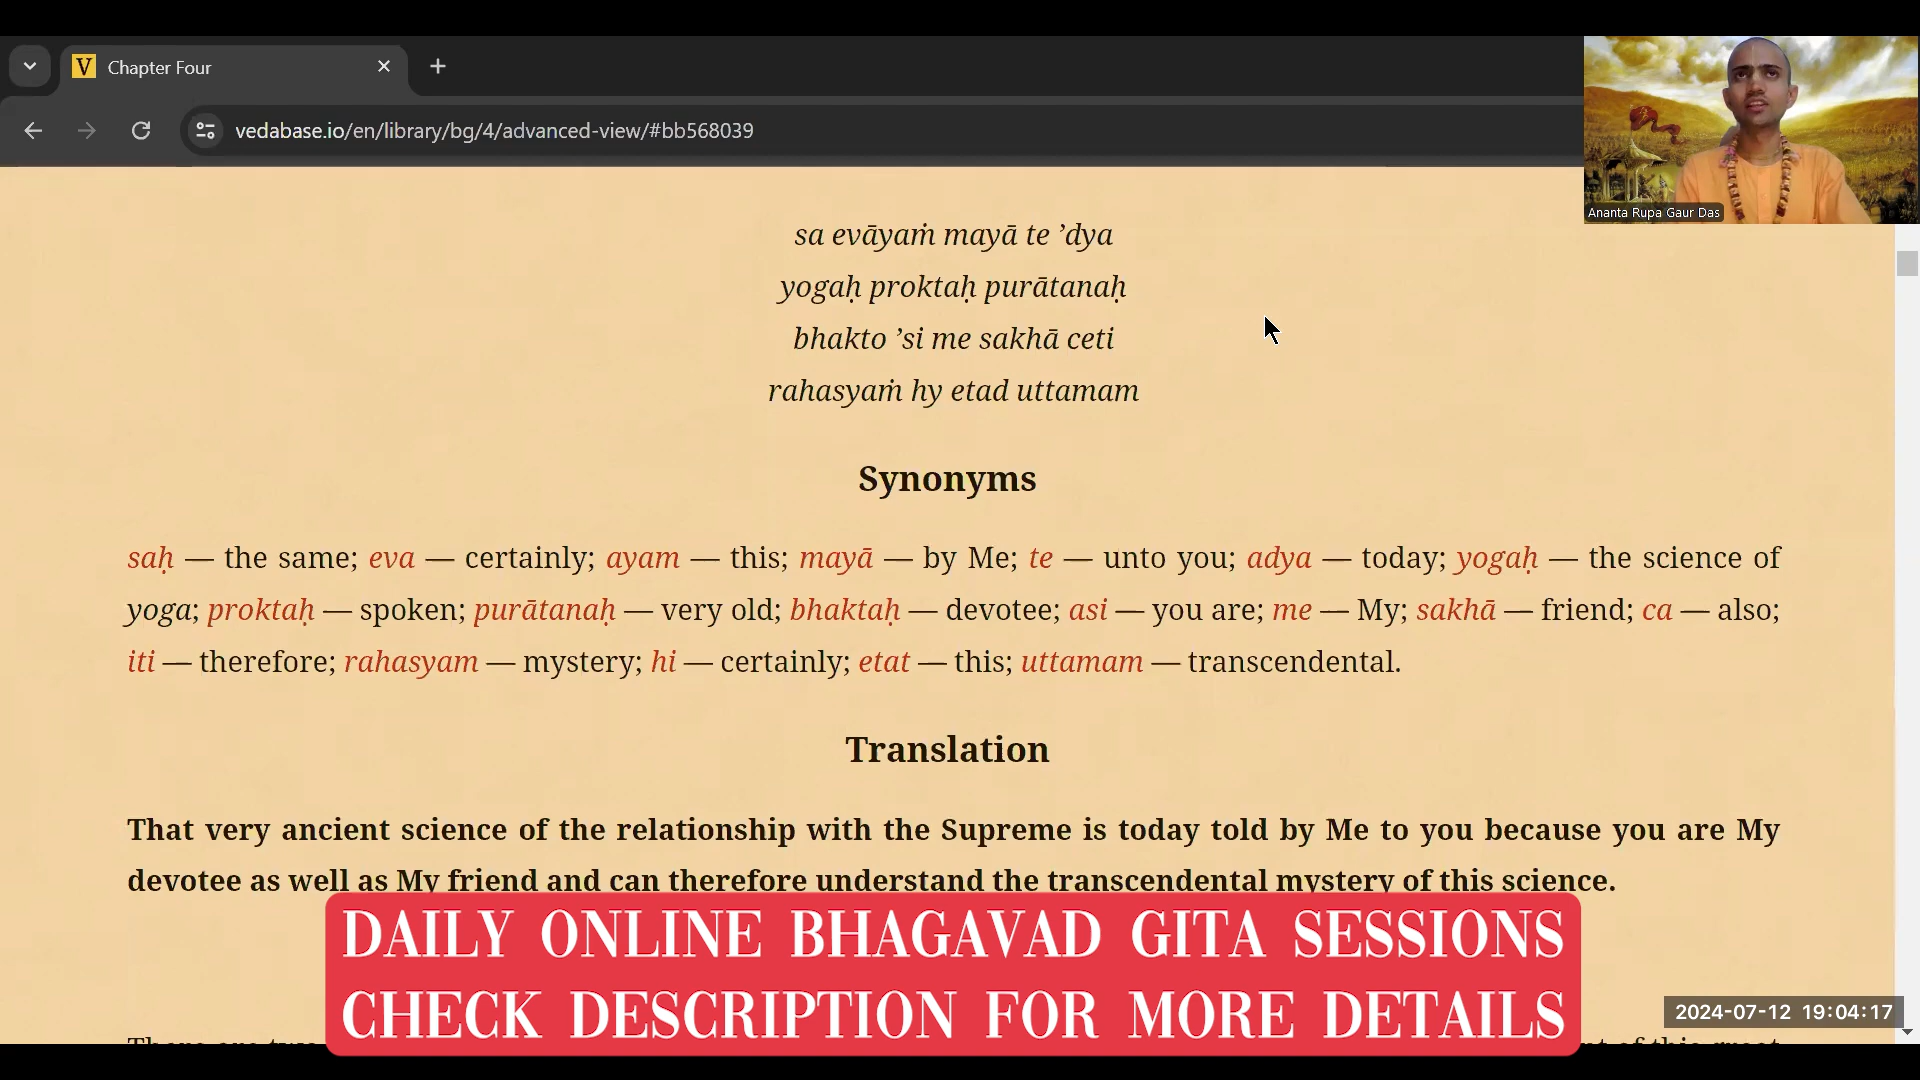 V Chapter Four
vedabase.io/en/library/bg/4/advanced-view/#bb568039
Ananta Rupa Gaur Das
sa evāyaṁ mayā te ’dya
yogaḥ proktaḥ purātanaḥ
bhakto ’si me sakhā ceti
rahasyaṁ hy etad uttamam
Synonyms
saḥ — the same; eva — certainly; ayam — this; mayā — by Me; te — unto you; adya — today; yogaḥ — the science of
yoga; proktaḥ — spoken; purātanaḥ — very old; bhaktaḥ — devotee; asi — you are; me — My; sakhā — friend; ca — also;
iti — therefore; rahasyam — mystery; hi — certainly; etat — this; uttamam — transcendental.
Translation
That very ancient science of the relationship with the Supreme is today told by Me to you because you are My
devotee as well as My friend and can therefore understand the transcendental mystery of this science.
DAILY ONLINE BHAGAVAD GITA SESSIONS
CHECK DESCRIPTION FOR MORE DETAILS
2024-07-12 19:04:17